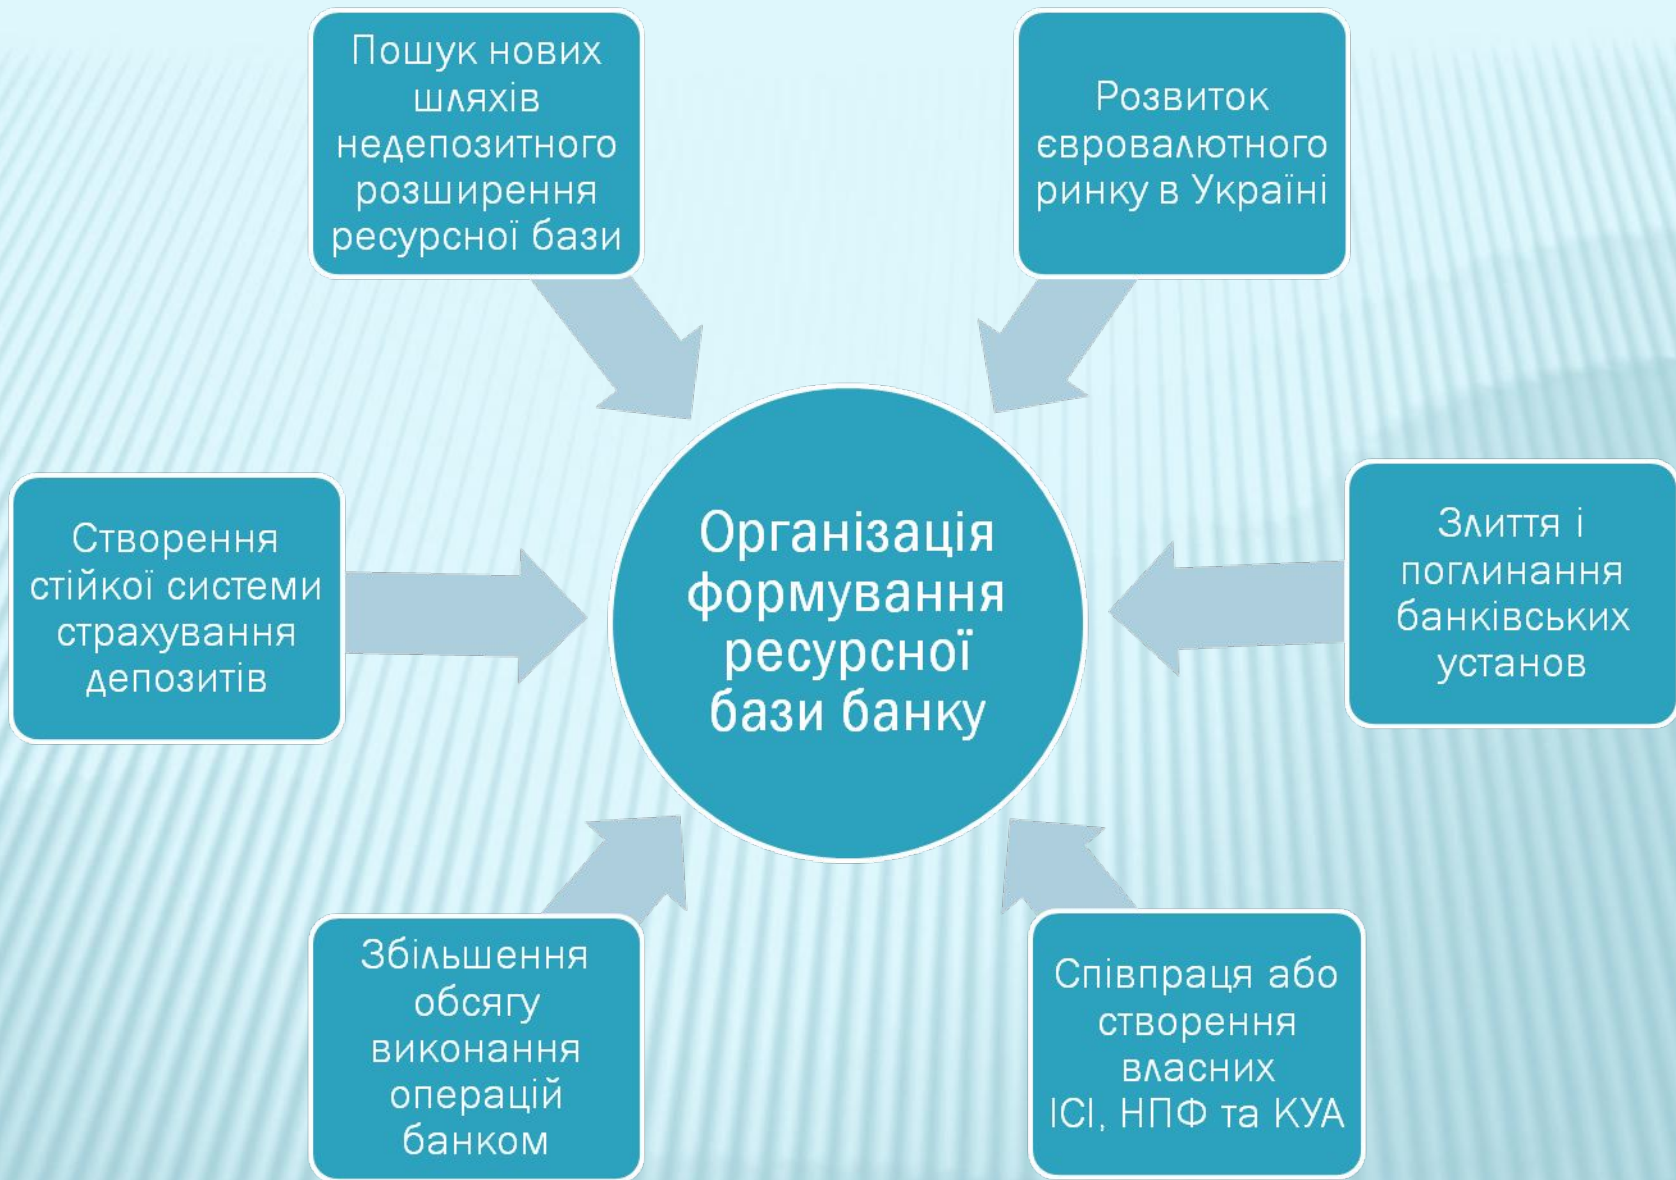 Пошук нових
шляхів
недепозитного
розширення
ресурсної бази
Розвиток
євровалютного
ринку в Україні
Створення
стійкої системи
страхування
депозитів
Організація
формування
ресурсної
бази банку
Злиття і
поглинання
банківських
установ
Збільшення
обсягу
виконання
операцій
банком
Співпраця або
створення
власних
ІСІ, НПФ та КУА